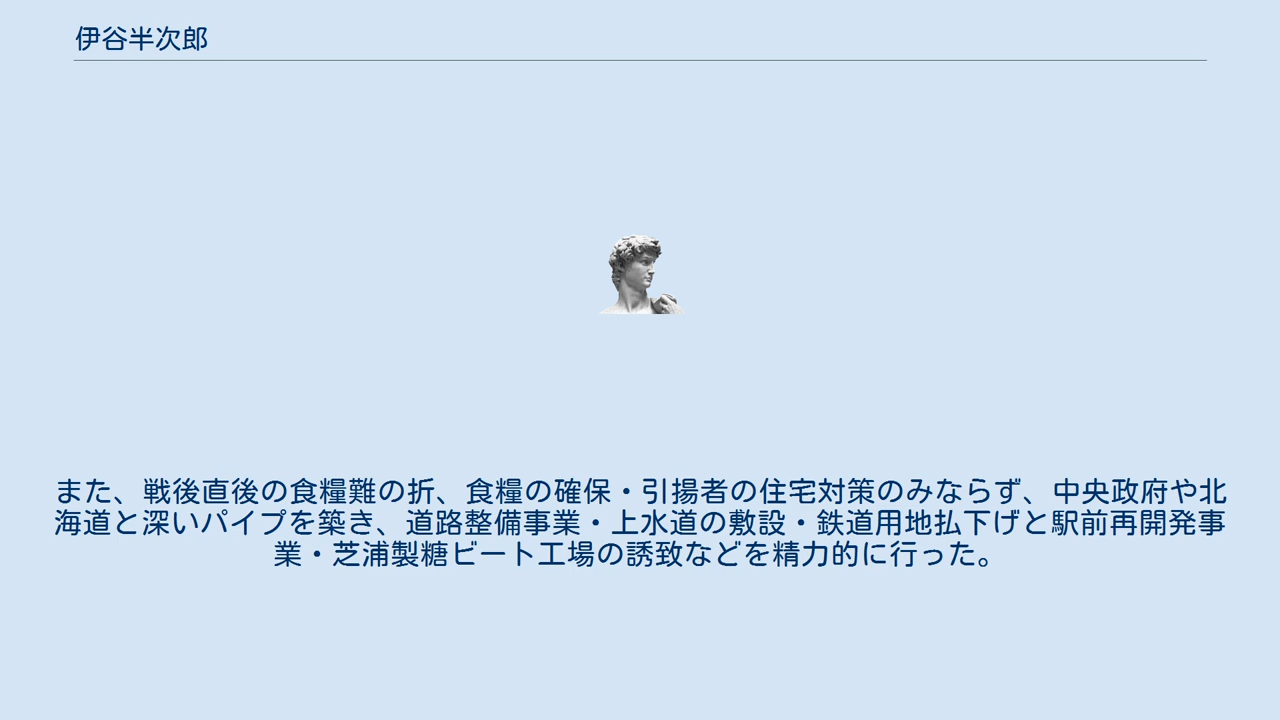 伊谷半次郎
また、戦後直後の食糧難の折、食糧の確保・引揚者の住宅対策のみならず、中央政府や北
海道と深いパイプを築き、道路整備事業・上水道の敷設・鉄道用地払下げと駅前再開発事
業・芝浦製糖ビート工場の誘致などを精力的に行った。